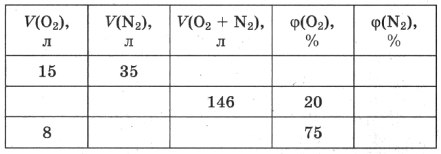 V(O₂), л | V(N₂), л | V(O₂ + N₂), л | φ(O₂), % | φ(N₂), %
15 | 35
146 | 20
8 | 75